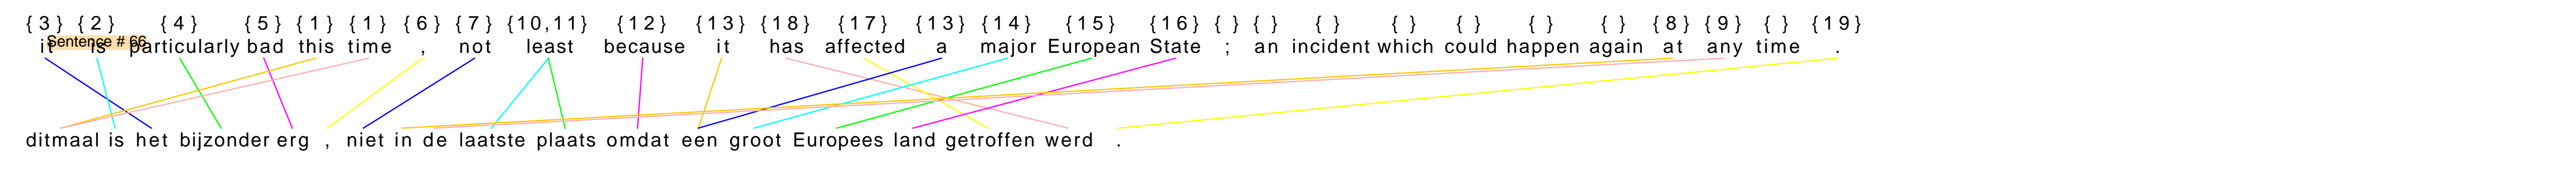 {3} {2} {4} {5} {1} {1} {6} {7} {10,11} {12} {13} {18} {17} {13} {14} {15} {16} { } { } { } { } { } { } { } {8} {9} { } {19}
Sentence # 66
it is particularly bad this time , not least because it has affected a major European State ; an incident which could happen again at any time .
ditmaal is het bijzonder erg , niet in de laatste plaats omdat een groot Europees land getroffen werd .